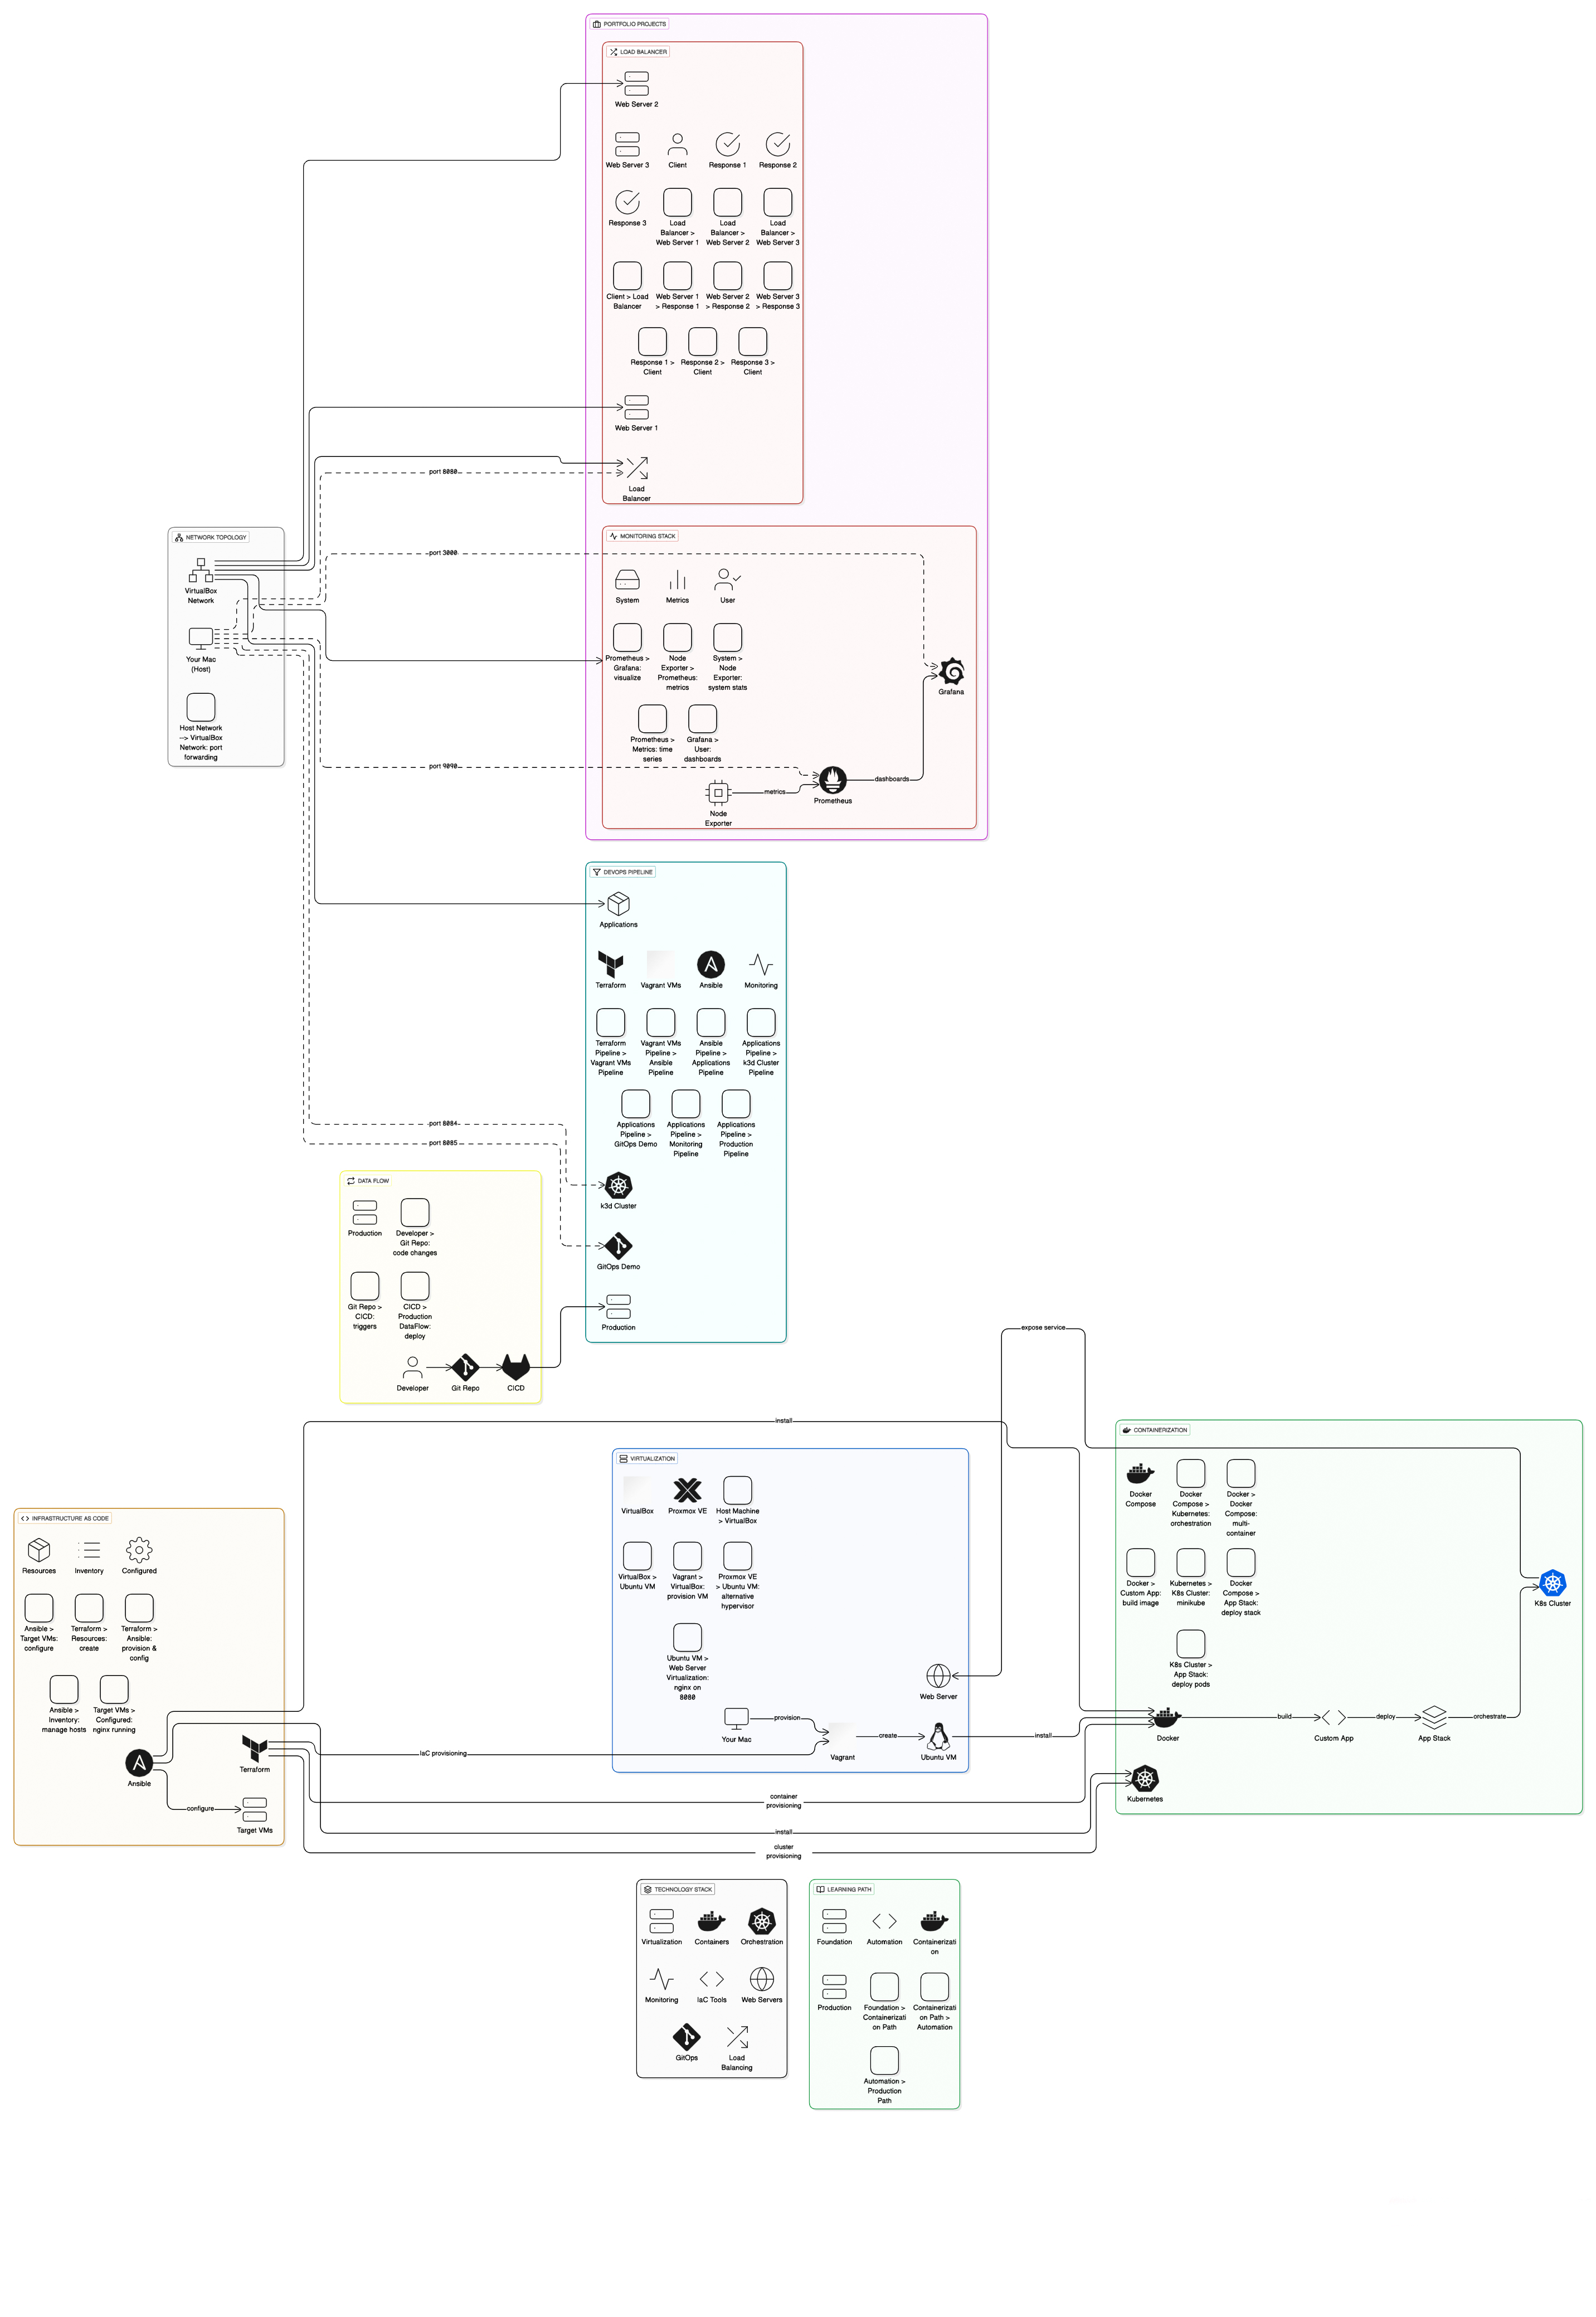 PORTFOLIO PROJECTS
LOAD BALANCER
Web Server 2
Web Server 3
Client
Response 1
Response 2
Response 3
Load
Balancer >
Web Server 1
Load
Balancer >
Web Server 2
Load
Balancer >
Web Server 3
Client > Load
Balancer
Web Server 1
> Response 1
Web Server 2
> Response 2
Web Server 3
> Response 3
Response 1 >
Client
Response 2 >
Client
Response 3 >
Client
Web Server 1
port 8080
Load
Balancer
NETWORK TOPOLOGY
VirtualBox
Network
Your Mac
(Host)
Host Network
--> VirtualBox
Network: port
forwarding
MONITORING STACK
port 3000
System
Metrics
User
Prometheus >
Grafana:
visualize
Node
Exporter >
Prometheus:
metrics
System >
Node
Exporter:
system stats
Grafana
Prometheus >
Metrics: time
series
Grafana >
User:
dashboards
port 9090
metrics
dashboards
Prometheus
Node
Exporter
DEVOPS PIPELINE
Applications
Terraform
Vagrant VMs
Ansible
Monitoring
Terraform
Pipeline >
Vagrant VMs
Pipeline
Vagrant VMs
Pipeline >
Ansible
Pipeline
Ansible
Pipeline >
Applications
Pipeline
Applications
Pipeline >
k3d Cluster
Pipeline
Applications
Pipeline >
GitOps Demo
Applications
Pipeline >
Monitoring
Pipeline
Applications
Pipeline >
Production
Pipeline
port 8084
port 8085
k3d Cluster
GitOps Demo
Production
DATA FLOW
Production
Developer >
Git Repo:
code changes
Git Repo >
CICD:
triggers
CICD >
Production
DataFlow:
deploy
Developer
Git Repo
CICD
expose service
install
VIRTUALIZATION
VirtualBox
Proxmox VE
Host Machine
> VirtualBox
VirtualBox >
Ubuntu VM
Vagrant >
VirtualBox:
provision VM
Proxmox VE
> Ubuntu VM:
alternative
hypervisor
Ubuntu VM >
Web Server
Virtualization:
nginx on
8080
Web Server
Your Mac
provision
Vagrant
create
Ubuntu VM
install
CONTAINERIZATION
Docker
Compose
Docker
Compose >
Kubernetes:
orchestration
Docker >
Docker
Compose:
multi-
container
Docker >
Custom App:
build image
Kubernetes >
K8s Cluster:
minikube
Docker
Compose >
App Stack:
deploy stack
K8s Cluster
K8s Cluster >
App Stack:
deploy pods
Docker
build
Custom App
deploy
App Stack
orchestrate
Kubernetes
INFRASTRUCTURE AS CODE
Resources
Inventory
Configured
Ansible >
Target VMs:
configure
Terraform >
Resources:
create
Terraform >
Ansible:
provision &
config
Ansible >
Inventory:
manage hosts
Target VMs >
Configured:
nginx running
Ansible
Terraform
configure
Target VMs
IaC provisioning
container
provisioning
install
cluster
provisioning
TECHNOLOGY STACK
Virtualization
Containers
Orchestration
Monitoring
IaC Tools
Web Servers
GitOps
Load
Balancing
LEARNING PATH
Foundation
Automation
Containerizati
on
Production
Foundation >
Containerizati
on Path
Containerizati
on Path >
Automation
Automation >
Production
Path